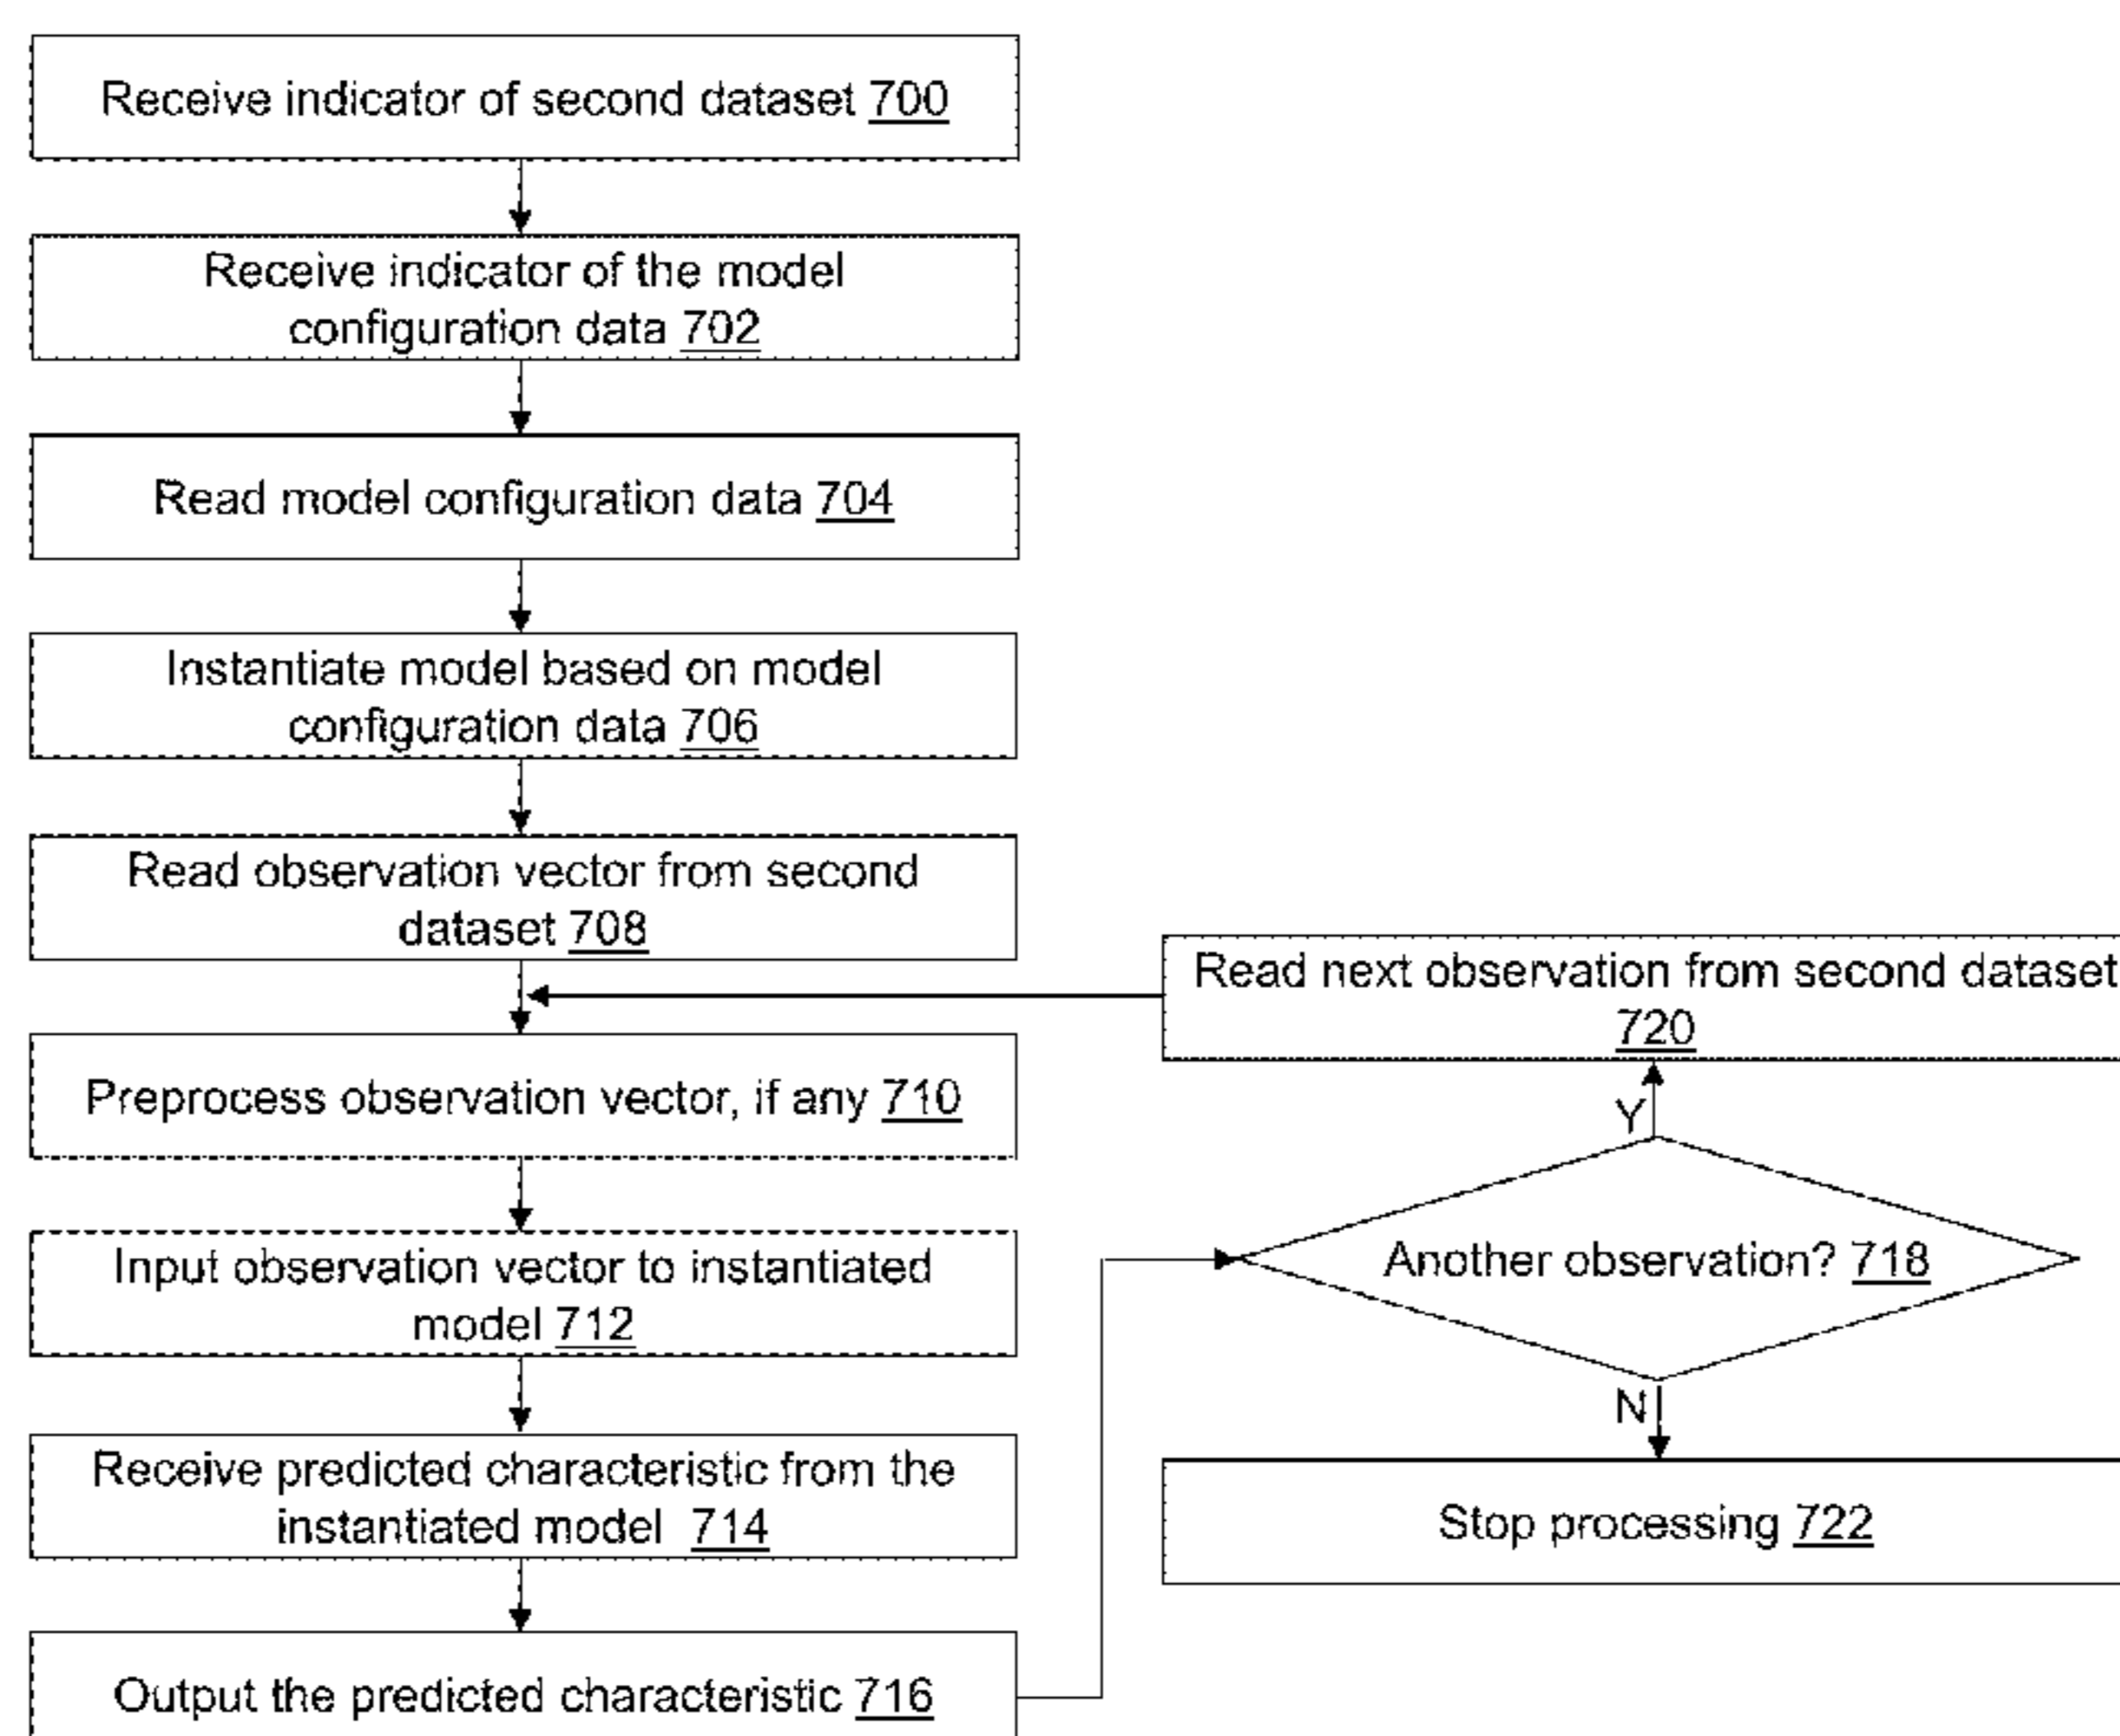 Receive indicator of second dataset 700
Receive indicator of the model
configuration data 702
Read model configuration data 704
Instantiate model based on model
configuration data 706
Read observation vector from second
dataset 708
Preprocess observation vector, if any 710
Input observation vector to instantiated
model 712
Receive predicted characteristic from the
instantiated model 714
Output the predicted characteristic 716
Read next observation from second dataset
720
Y
Another observation? 718
N
Stop processing 722